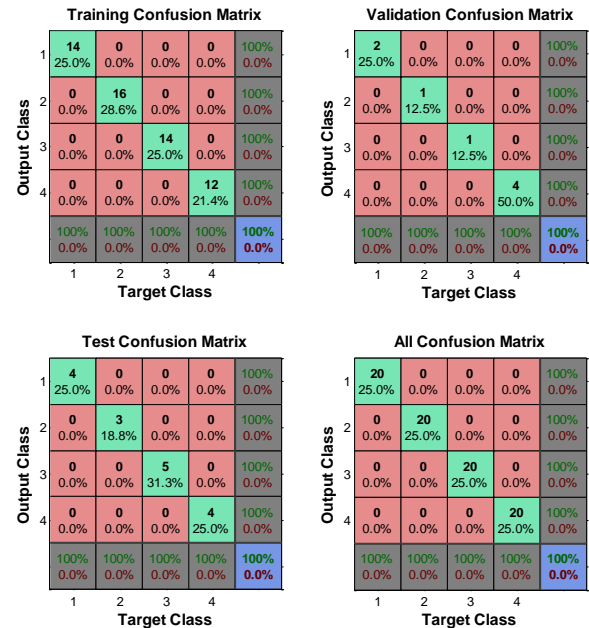 Training Confusion Matrix
Output Class
1
14 0 0 0 100%
25.0% 0.0% 0.0% 0.0% 0.0%
2
0 16 0 0 100%
0.0% 28.6% 0.0% 0.0% 0.0%
3
0 0 14 0 100%
0.0% 0.0% 25.0% 0.0% 0.0%
4
0 0 0 12 100%
0.0% 0.0% 0.0% 21.4% 0.0%
100% 100% 100% 100% 100%
0.0% 0.0% 0.0% 0.0% 0.0%
1 2 3 4
Target Class
Validation Confusion Matrix
Output Class
1
2 0 0 0 100%
25.0% 0.0% 0.0% 0.0% 0.0%
2
0 1 0 0 100%
0.0% 12.5% 0.0% 0.0% 0.0%
3
0 0 1 0 100%
0.0% 0.0% 12.5% 0.0% 0.0%
4
0 0 0 4 100%
0.0% 0.0% 0.0% 50.0% 0.0%
100% 100% 100% 100% 100%
0.0% 0.0% 0.0% 0.0% 0.0%
1 2 3 4
Target Class
Test Confusion Matrix
Output Class
1
4 0 0 0 100%
25.0% 0.0% 0.0% 0.0% 0.0%
2
0 3 0 0 100%
0.0% 18.8% 0.0% 0.0% 0.0%
3
0 0 5 0 100%
0.0% 0.0% 31.3% 0.0% 0.0%
4
0 0 0 4 100%
0.0% 0.0% 0.0% 25.0% 0.0%
100% 100% 100% 100% 100%
0.0% 0.0% 0.0% 0.0% 0.0%
1 2 3 4
Target Class
All Confusion Matrix
Output Class
1
20 0 0 0 100%
25.0% 0.0% 0.0% 0.0% 0.0%
2
0 20 0 0 100%
0.0% 25.0% 0.0% 0.0% 0.0%
3
0 0 20 0 100%
0.0% 0.0% 25.0% 0.0% 0.0%
4
0 0 0 20 100%
0.0% 0.0% 0.0% 25.0% 0.0%
100% 100% 100% 100% 100%
0.0% 0.0% 0.0% 0.0% 0.0%
1 2 3 4
Target Class